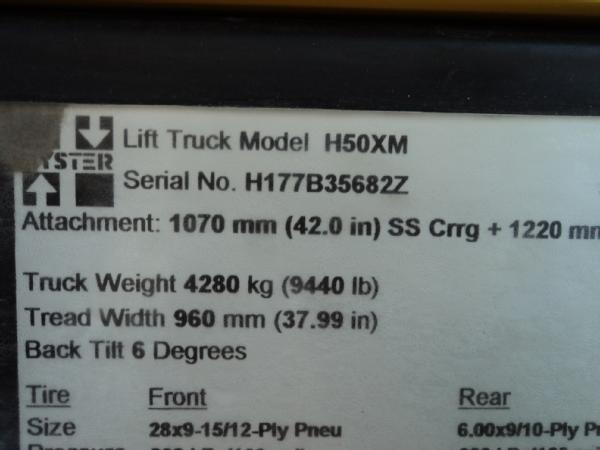 Lift Truck Model H50XM
YSTER
Serial No. H177B35682Z
Attachment: 1070 mm (42.0 in) SS Crrg + 1220 mm
Truck Weight 4280 kg (9440 lb)
Tread Width 960 mm (37.99 in)
Back Tilt 6 Degrees
Tire Front Rear
Size 28x9-15/12-Ply Pneu 6.00x9/10-Ply P